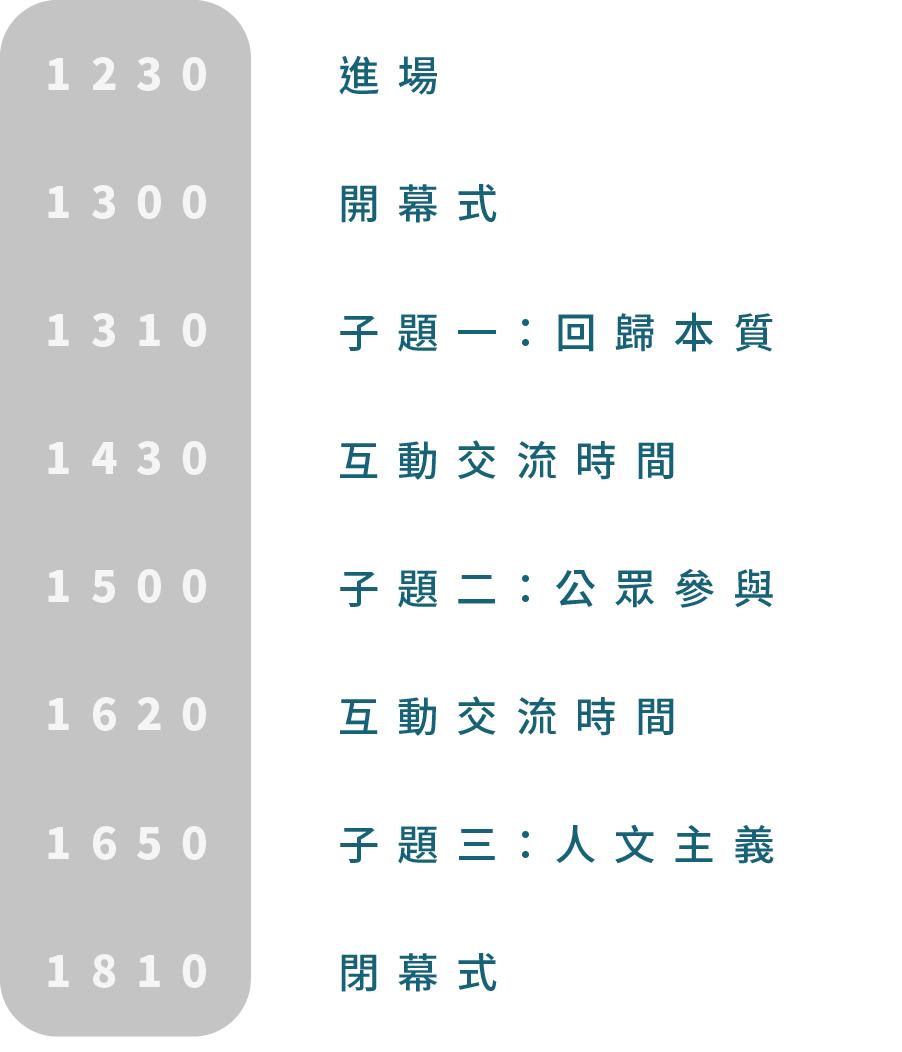 1230 進場
1300 開幕式
1310 子題一：回歸本質
1430 互動交流時間
1500 子題二：公眾參與
1620 互動交流時間
1650 子題三：人文主義
1810 閉幕式